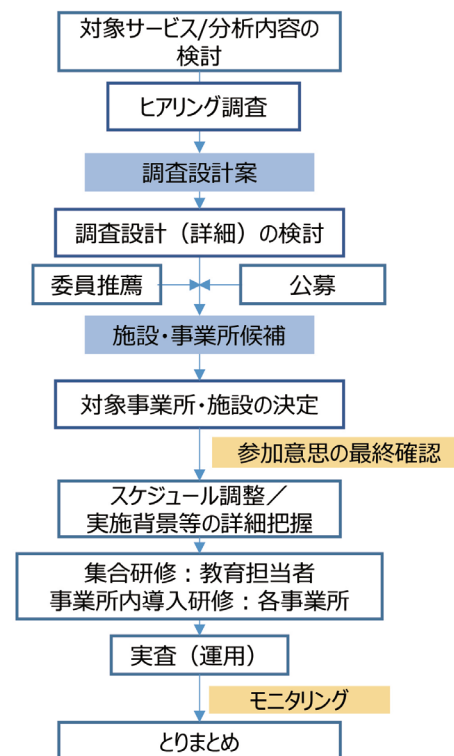 対象サービス/分析内容の
検討
ヒアリング調査
調査設計案
調査設計（詳細）の検討
委員推薦
公募
施設・事業所候補
対象事業所・施設の決定
参加意思の最終確認
スケジュール調整／
実施背景等の詳細把握
集合研修：教育担当者
事業所内導入研修：各事業所
実査（運用）
モニタリング
とりまとめ